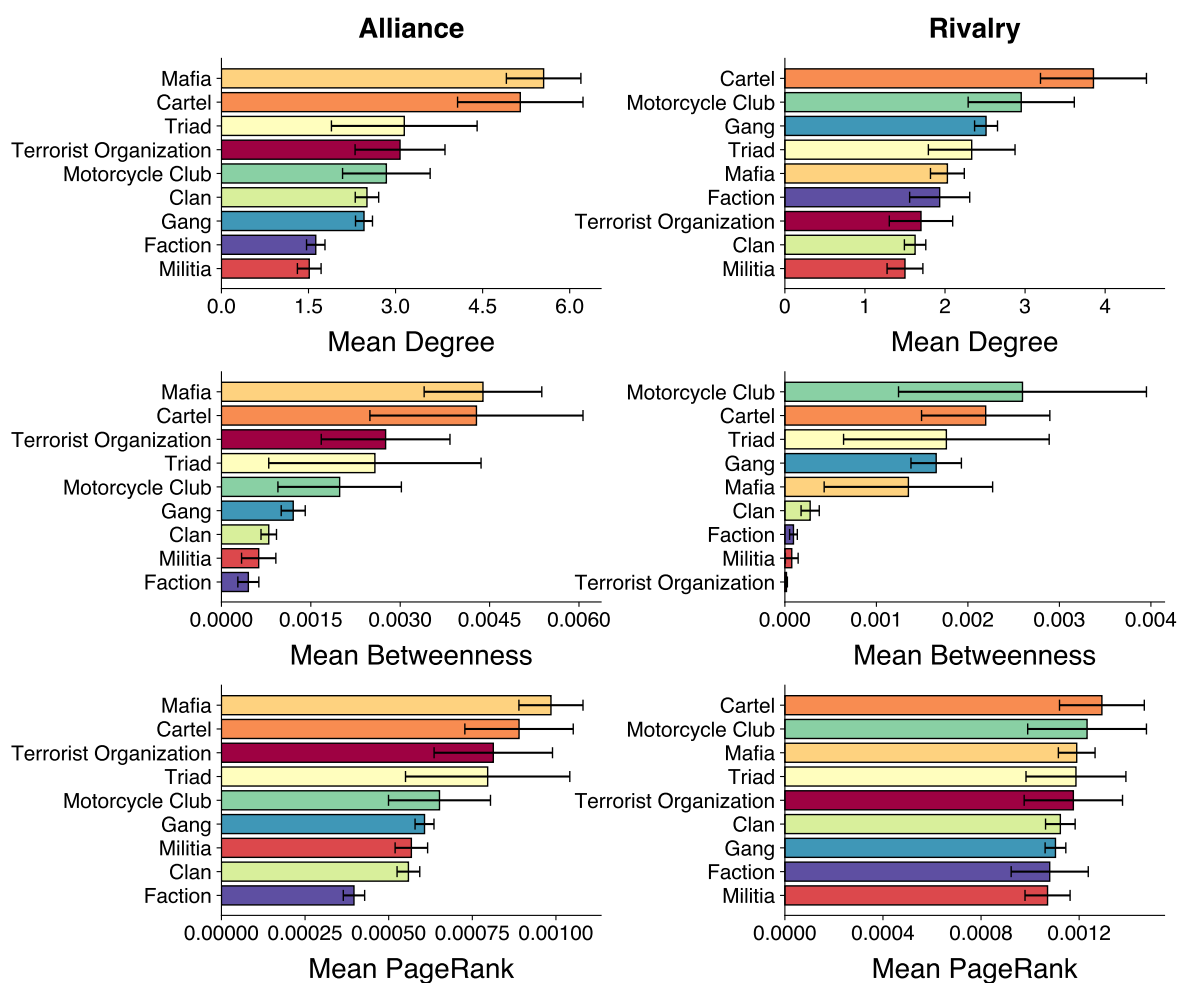 Alliance
Mafia
Cartel
Triad
Terrorist Organization
Motorcycle Club
Clan
Gang
Faction
Militia
0.0 1.5 3.0 4.5 6.0
Mean Degree
Rivalry
Cartel
Motorcycle Club
Gang
Triad
Mafia
Faction
Terrorist Organization
Clan
Militia
0 1 2 3 4
Mean Degree
Mafia
Cartel
Terrorist Organization
Triad
Motorcycle Club
Gang
Clan
Militia
Faction
0.0000 0.0015 0.0030 0.0045 0.0060
Mean Betweenness
Motorcycle Club
Cartel
Triad
Gang
Mafia
Clan
Faction
Militia
Terrorist Organization
0.000 0.001 0.002 0.003 0.004
Mean Betweenness
Mafia
Cartel
Terrorist Organization
Triad
Motorcycle Club
Gang
Militia
Clan
Faction
0.00000 0.00025 0.00050 0.00075 0.00100
Mean PageRank
Cartel
Motorcycle Club
Mafia
Triad
Terrorist Organization
Clan
Gang
Faction
Militia
0.0000 0.0004 0.0008 0.0012
Mean PageRank